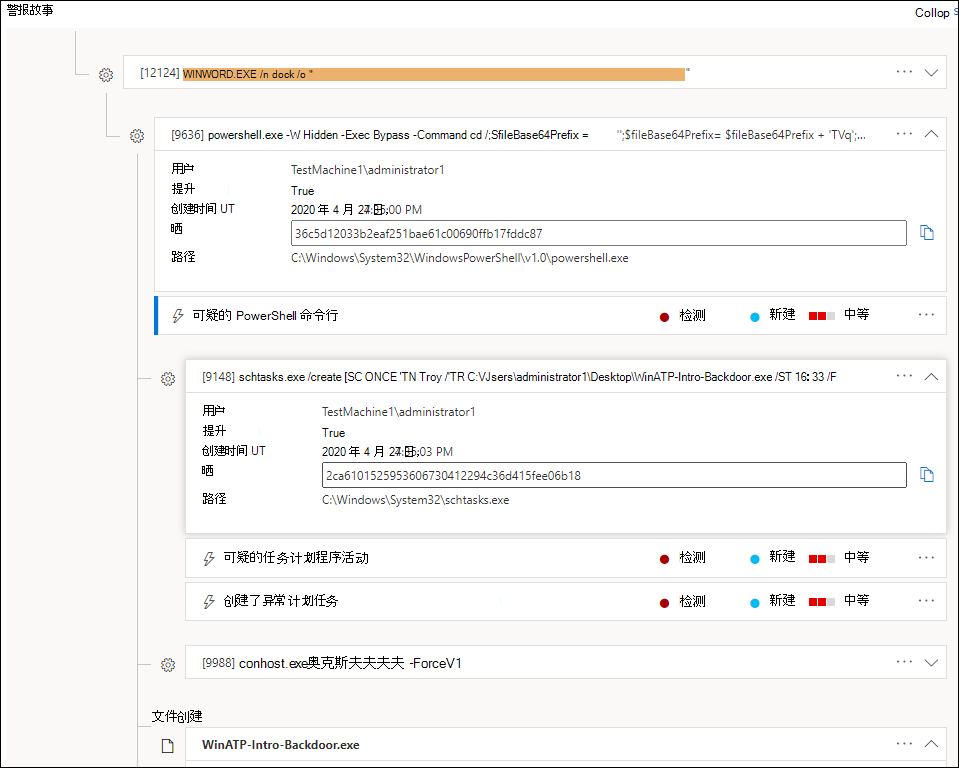 警报故事
Collop
[12124] WINWORD.EXE /n dock /o " "
[9636] powershell.exe -W Hidden -Exec Bypass -Command cd /;SfileBase64Prefix = '';$fileBase64Prefix= $fileBase64Prefix + 'TVq';...
用户 TestMachine1\administrator1
提升 True
创建时间 UT 2020 年 4 月 :00 PM
晒 36c5d12033b2eaf251bae61c00690ffb17fddc87
路径 C:\Windows\System32\WindowsPowerShell\v1.0\powershell.exe
可疑的 PowerShell 命令行 检测 新建 中等
[9148] schtasks.exe /create [SC ONCE 'TN Troy /'TR C:\/Jsers\administrator1\Desktop\WinATP-Intro-Backdoor.exe /ST 16: 33 /F
用户 TestMachine1\administrator1
提升 True
创建时间 UT 2020 年 4 月 :03 PM
晒 2ca6101525953606730412294c36d415fee06b18
路径 C:\Windows\System32\schtasks.exe
可疑的任务计划程序活动 检测 新建 中等
创建了异常计划任务 检测 新建 中等
[9988] conhost.exe奥克斯夫夫夫夫 -ForceV1
文件创建
WinATP-Intro-Backdoor.exe